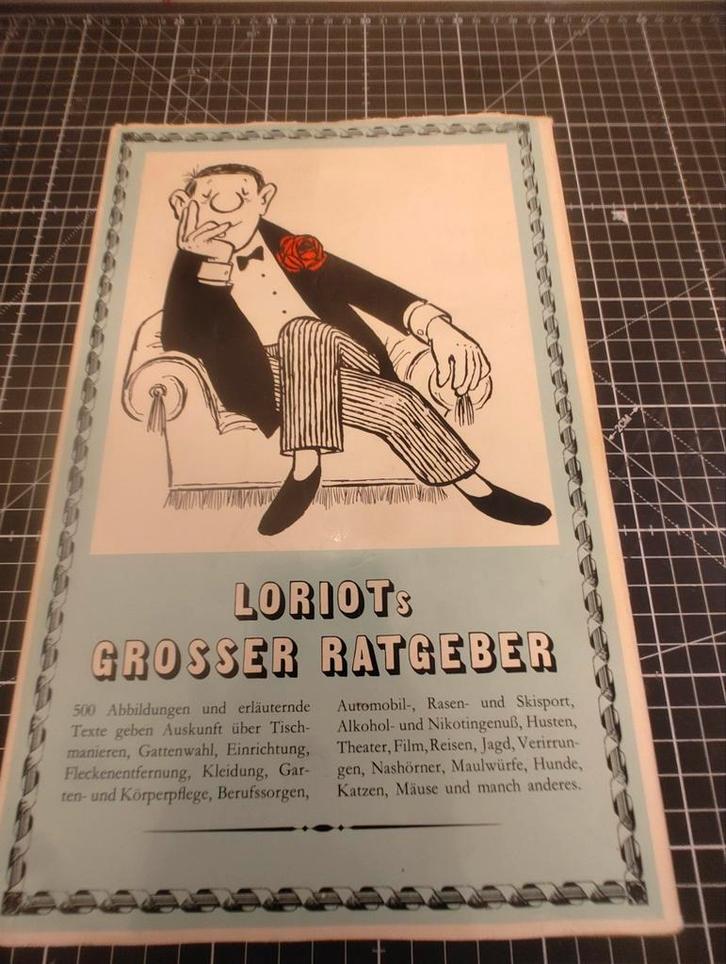 LORIOTs
GROSSER RATGEBER
500 Abbildungen und erläuternde
Texte geben Auskunft über Tisch-
manieren, Gattenwahl, Einrichtung,
Fleckenentfernung, Kleidung, Gar-
ten- und Körperpflege, Berufssorgen,
Automobil-, Rasen- und Skisport,
Alkohol- und Nikotingenuß, Husten,
Theater, Film, Reisen, Jagd, Verirrun-
gen, Nashörner, Maulwürfe, Hunde,
Katzen, Mäuse und manch anderes.